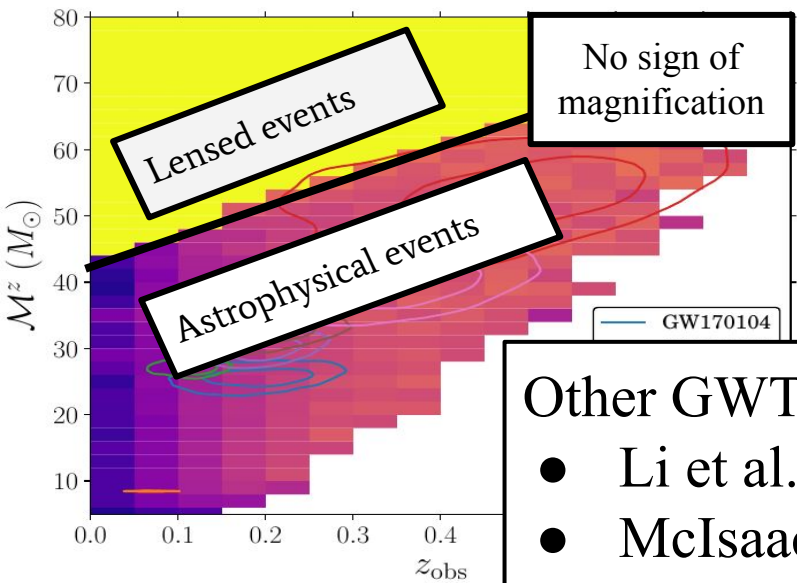 80
70
60
50
40
30
20
10
0.0 0.1 0.2 0.3 0.4
𝓜ᶻ (M⊙)
z_obs
Lensed events
Astrophysical events
No sign of
magnification
GW170104
Other GWT
● Li et al.
● McIsaac